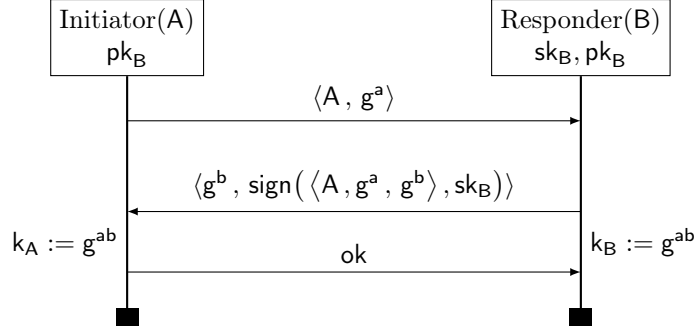 Initiator(A)
pk_B
Responder(B)
sk_B, pk_B
⟨A , g^a⟩
⟨g^b , sign(⟨A , g^a , g^b⟩ , sk_B)⟩
k_A := g^ab
k_B := g^ab
ok